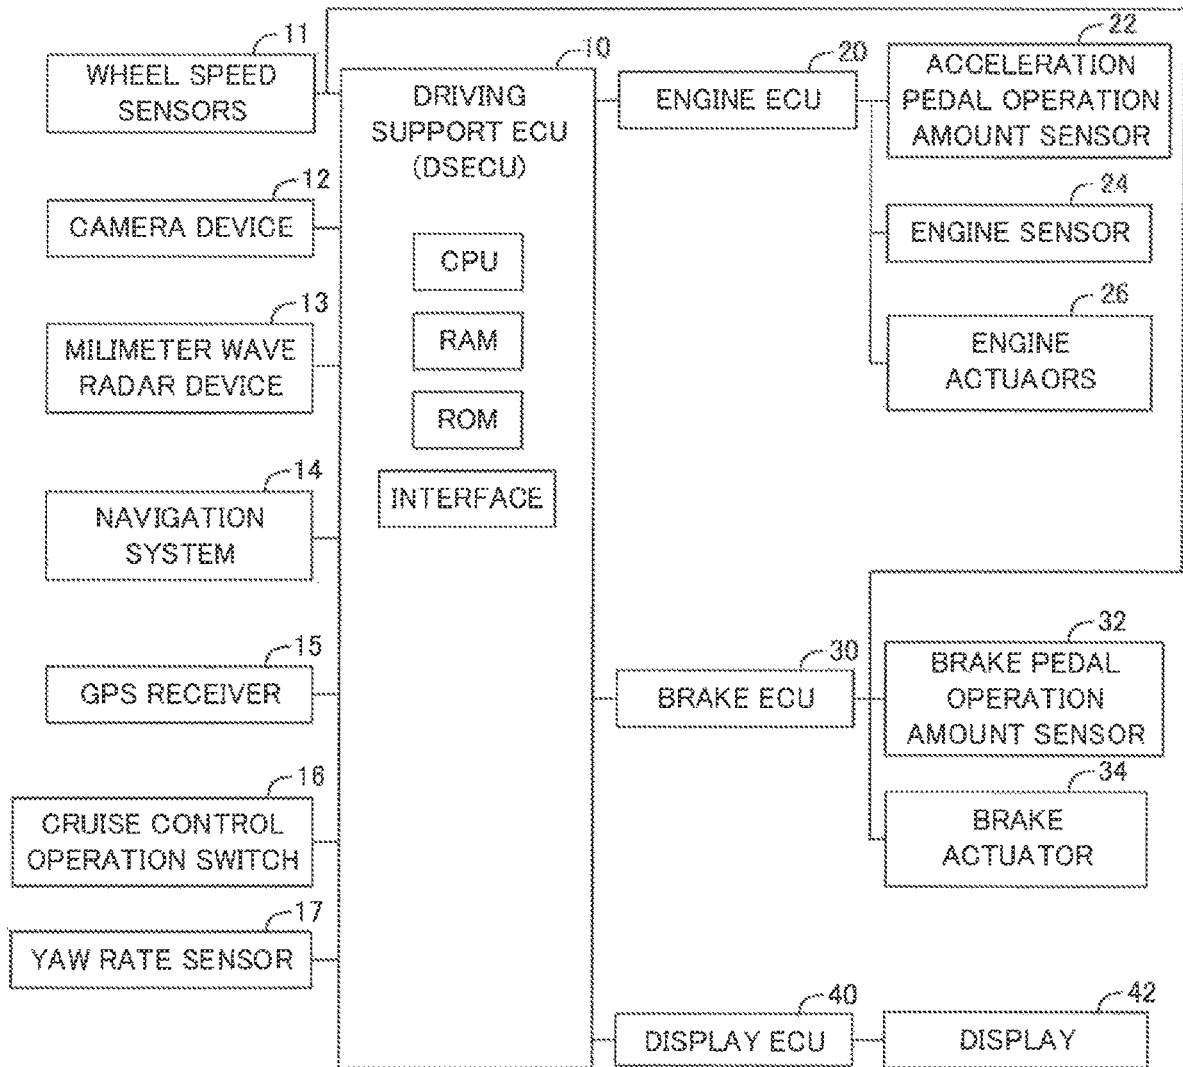 11
WHEEL SPEED
SENSORS
12
CAMERA DEVICE
13
MILIMETER WAVE
RADAR DEVICE
14
NAVIGATION
SYSTEM
15
GPS RECEIVER
16
CRUISE CONTROL
OPERATION SWITCH
17
YAW RATE SENSOR
10
DRIVING
SUPPORT ECU
(DSECU)
CPU
RAM
ROM
INTERFACE
20
ENGINE ECU
22
ACCELERATION
PEDAL OPERATION
AMOUNT SENSOR
24
ENGINE SENSOR
26
ENGINE
ACTUAORS
30
BRAKE ECU
32
BRAKE PEDAL
OPERATION
AMOUNT SENSOR
34
BRAKE
ACTUATOR
40
DISPLAY ECU
42
DISPLAY